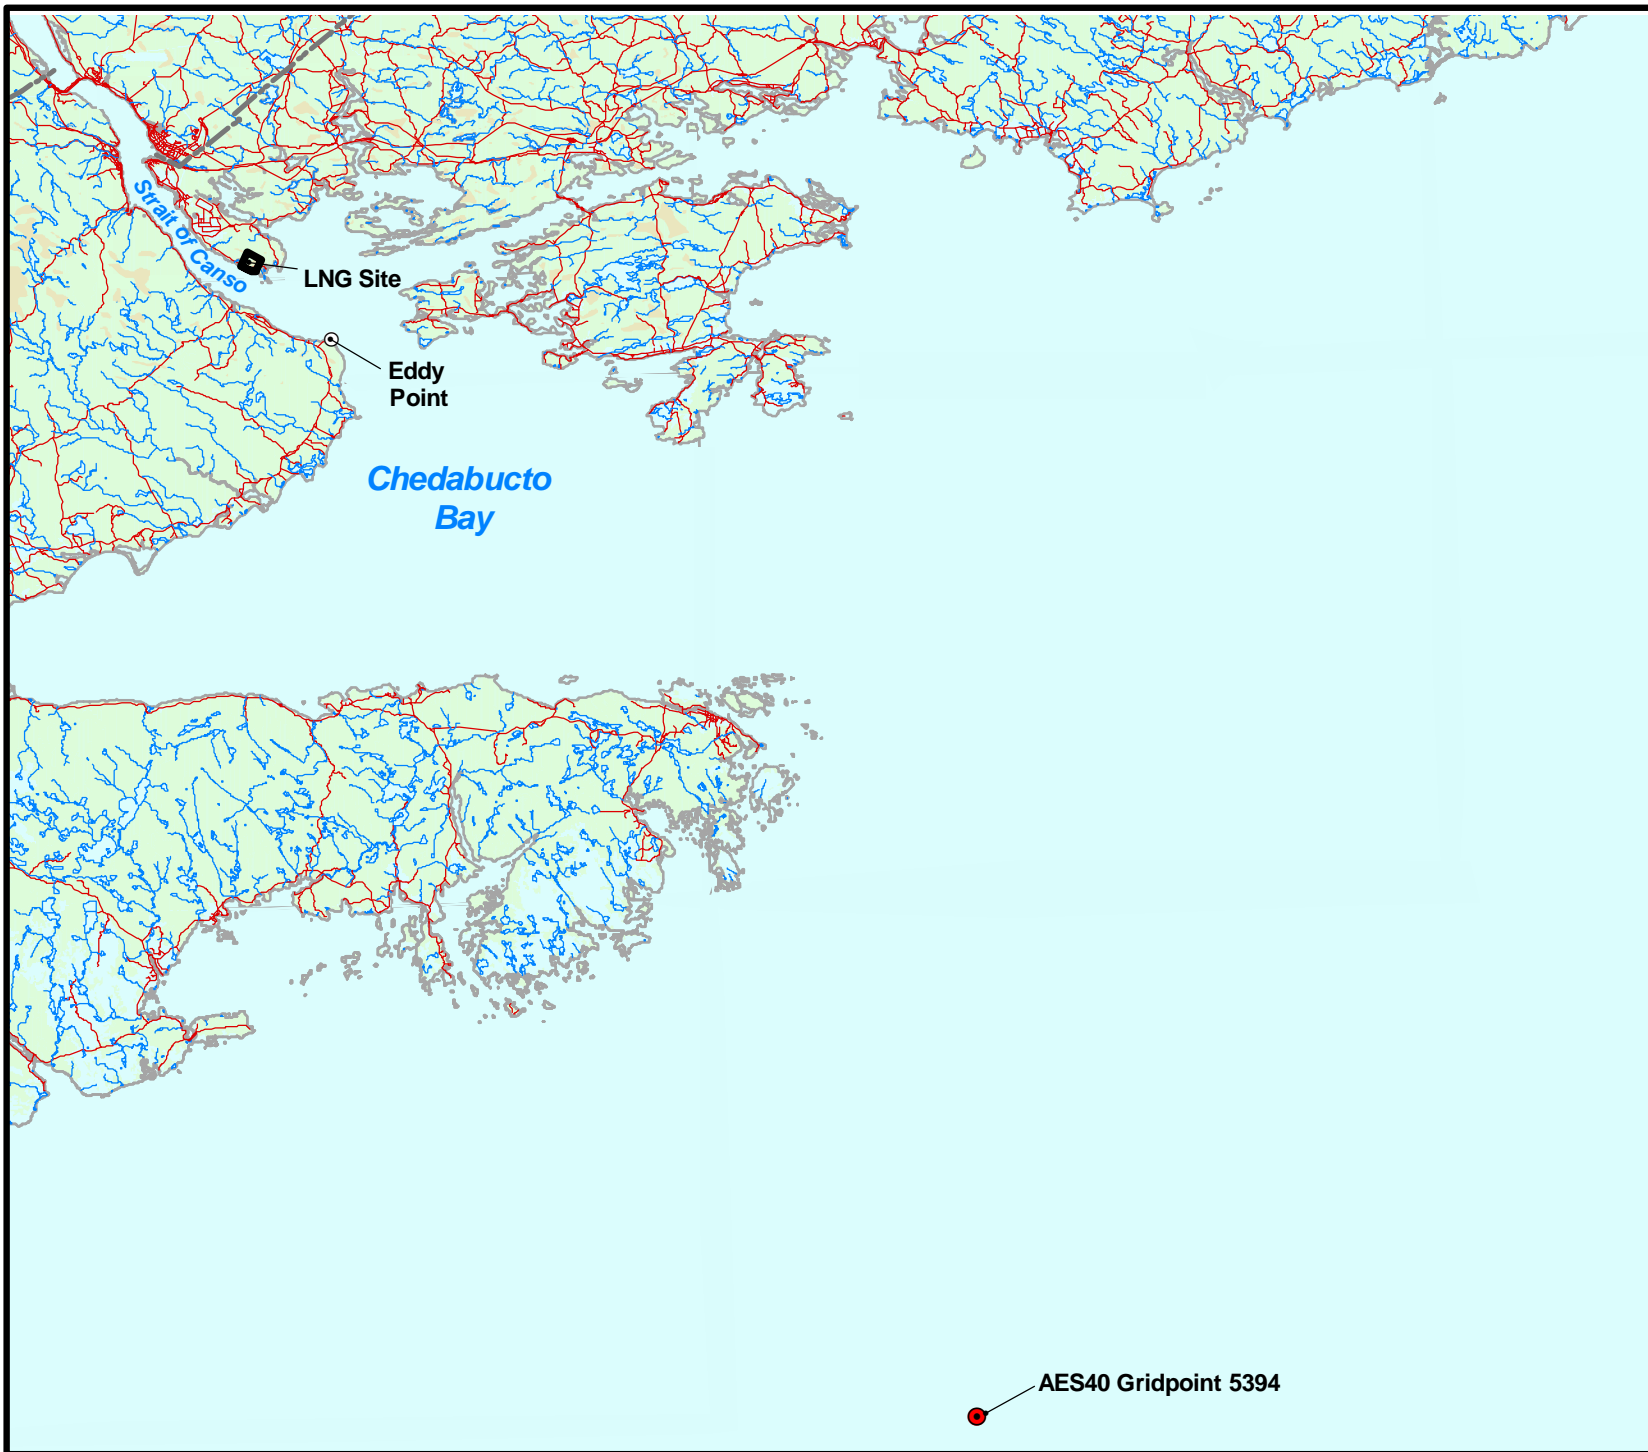 Strait of Canso
LNG Site
Eddy
Point
Chedabucto
Bay
AES40 Gridpoint 5394